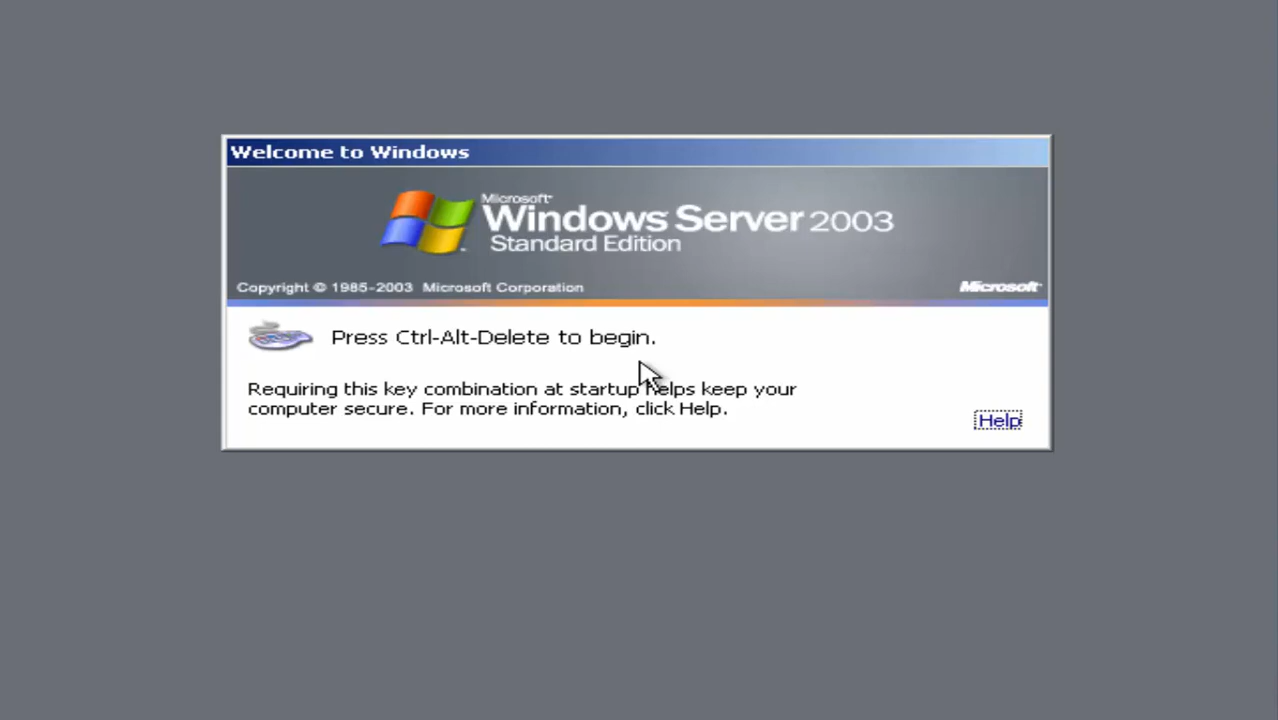 Welcome to Windows
Microsoft
Windows Server 2003
Standard Edition
Copyright © 1985-2003 Microsoft Corporation
Microsoft
Press Ctrl-Alt-Delete to begin.
Requiring this key combination at startup helps keep your
computer secure. For more information, click Help.
Help